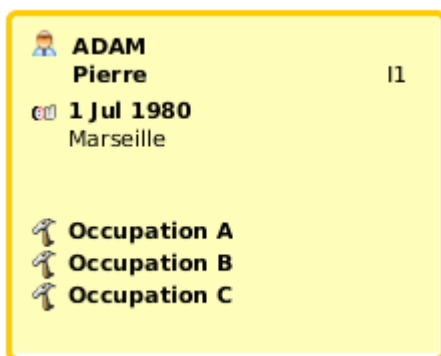 ADAM
Pierre I1
1 Jul 1980
Marseille
Occupation A
Occupation B
Occupation C